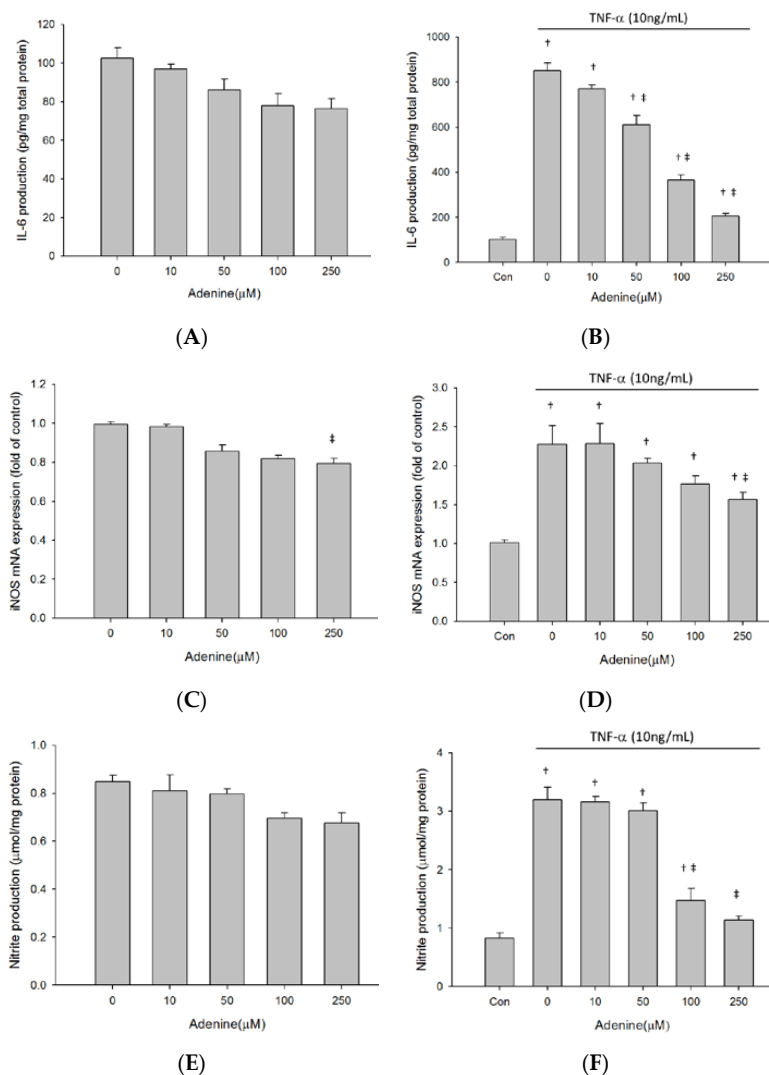 TNF-α (10ng/mL)
IL-6 production (pg/mg total protein)
120
100
80
60
40
20
0
0 10 50 100 250
Adenine(μM)
(A)
IL-6 production (pg/mg total protein)
1000
800
600
400
200
0
† † † ‡ † ‡ † ‡
Con 0 10 50 100 250
Adenine(μM)
(B)
TNF-α (10ng/mL)
iNOS mNA expression (fold of control)
1.2
1.0
0.8
0.6
0.4
0.2
0.0
‡
0 10 50 100 250
Adenine(μM)
(C)
iNOS mNA expression (fold of control)
3.0
2.5
2.0
1.5
1.0
0.5
0.0
† † † † † ‡
Con 0 10 50 100 250
Adenine(μM)
(D)
TNF-α (10ng/mL)
Nitrite production (μmol/mg protein)
1.0
0.8
0.6
0.4
0.2
0.0
0 10 50 100 250
Adenine(μM)
(E)
Nitrite production (μmol/mg protein)
4
3
2
1
0
† † † † ‡ ‡
Con 0 10 50 100 250
Adenine(μM)
(F)